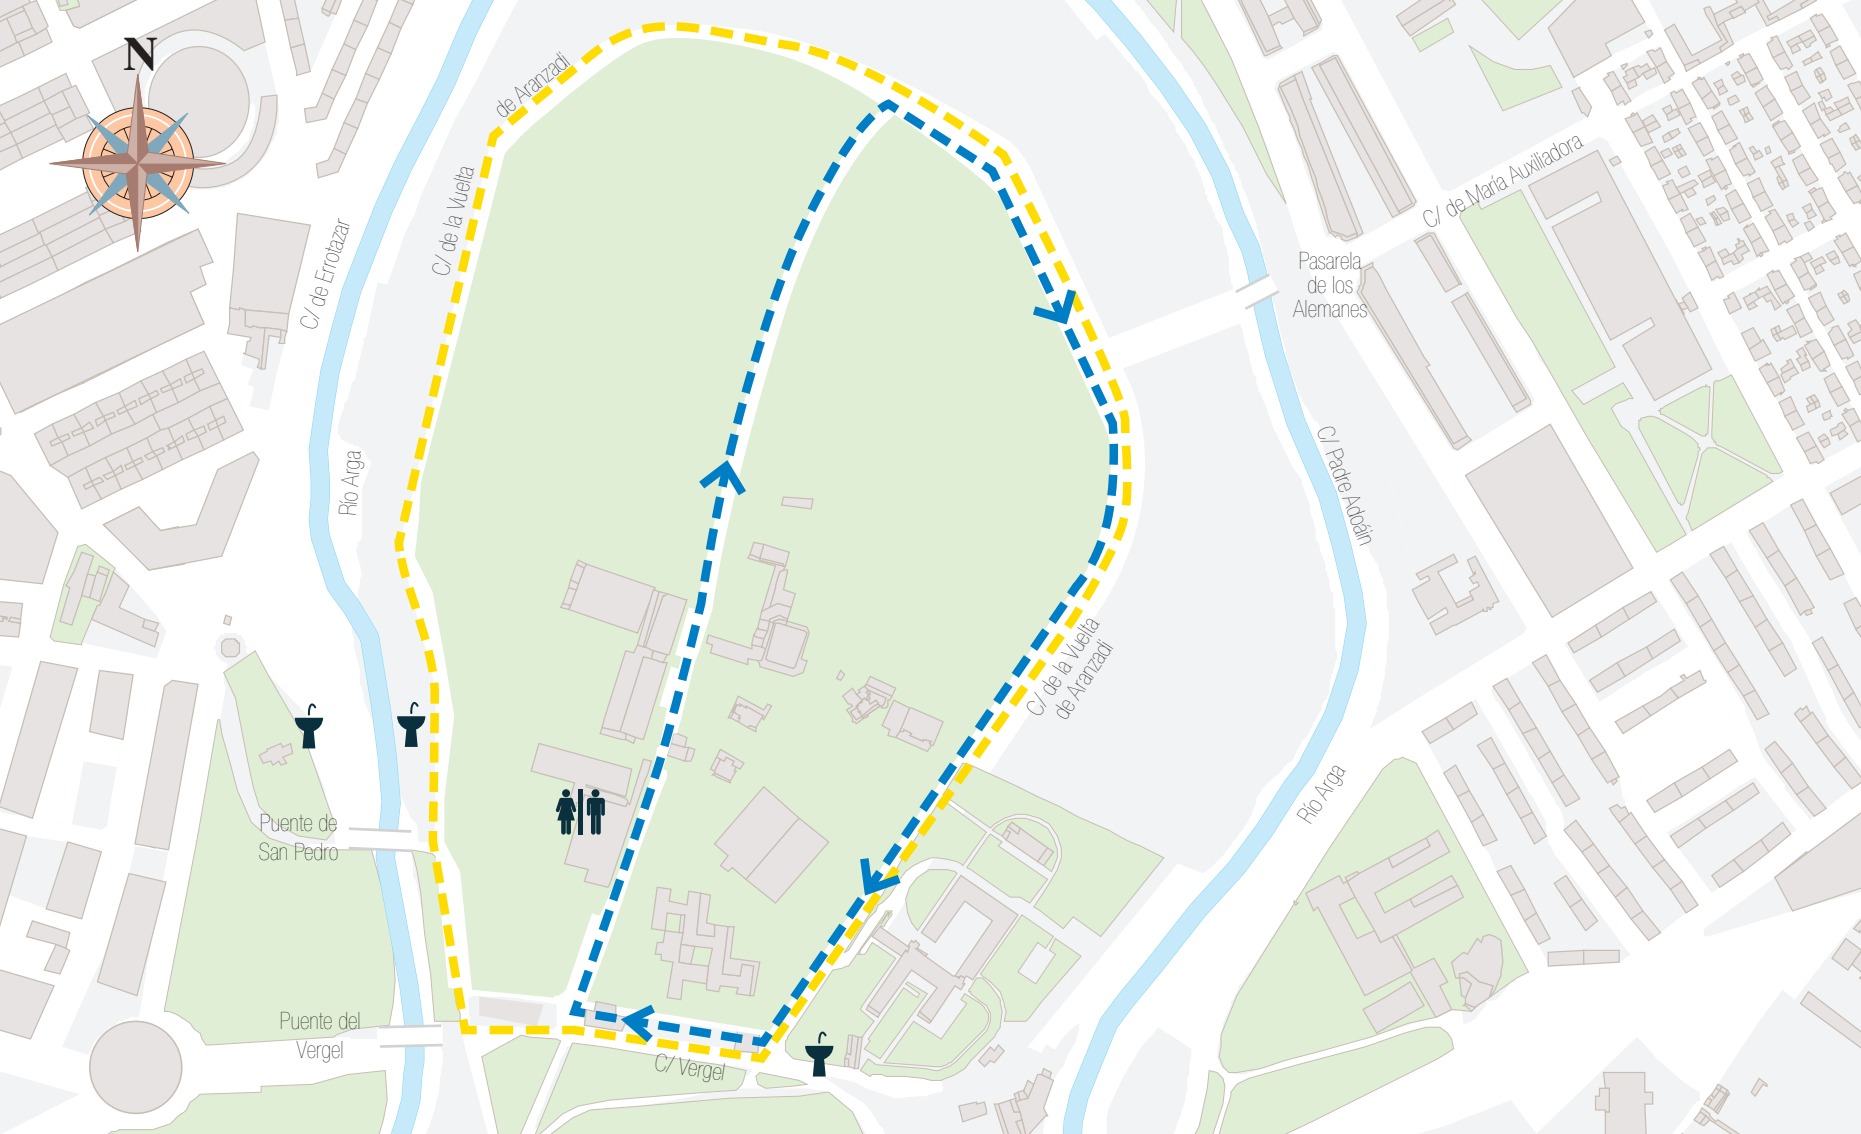 N
de Aranzadi
C/ de la Vuelta
C/ de Errotazar
Río Arga
C/ de María Auxiliadora
Pasarela
de los
Alemanes
C/ Padre Adoáin
C/ de la Vuelta
de Aranzadi
Río Arga
Puente de
San Pedro
Puente del
Vergel
C/ Vergel